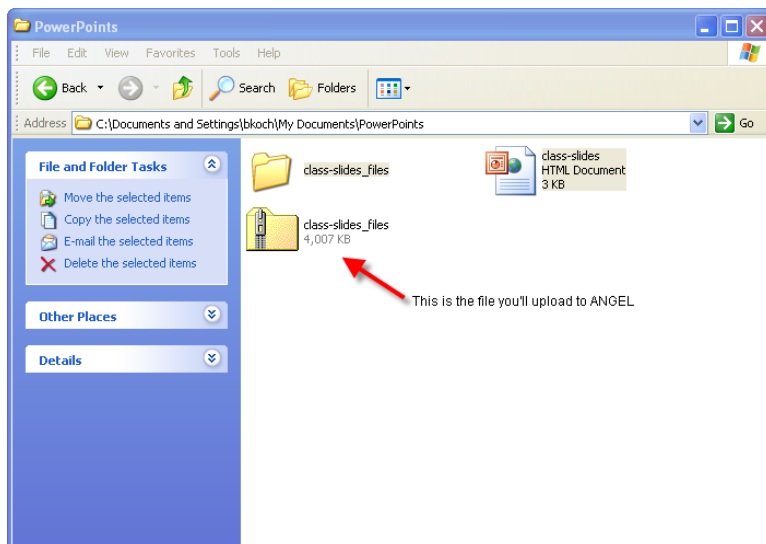 PowerPoints
File Edit View Favorites Tools Help
Back Search Folders
Address C:\Documents and Settings\bkoch\My Documents\PowerPoints Go
File and Folder Tasks
Move the selected items
Copy the selected items
E-mail the selected items
Delete the selected items
Other Places
Details
class-slides_files
class-slides
HTML Document
3 KB
class-slides_files
4,007 KB
This is the file you'll upload to ANGEL